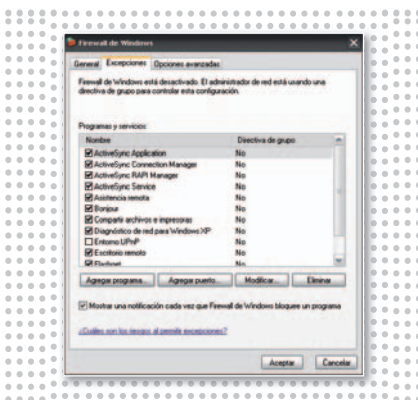 Firewall de Windows
General Excepciones Opciones avanzadas
Firewall de Windows está desactivado. El administrador de red está usando una
directiva de grupo para controlar esta configuración.
Programas y servicios:
Nombre Directiva de grupo
ActiveSync Application No
ActiveSync Connection Manager No
ActiveSync RAPI Manager No
ActiveSync Service No
Asistencia remota No
Bonjour No
Compartir archivos e impresoras No
Diagnóstico de red para Windows XP No
Entorno UPnP No
Escritorio remoto No
No
Agregar programa... Agregar puerto... Modificar... Eliminar
Mostrar una notificación cada vez que Firewall de Windows bloquee un programa
¿Cuáles son los riesgos al permitir excepciones?
Aceptar Cancelar